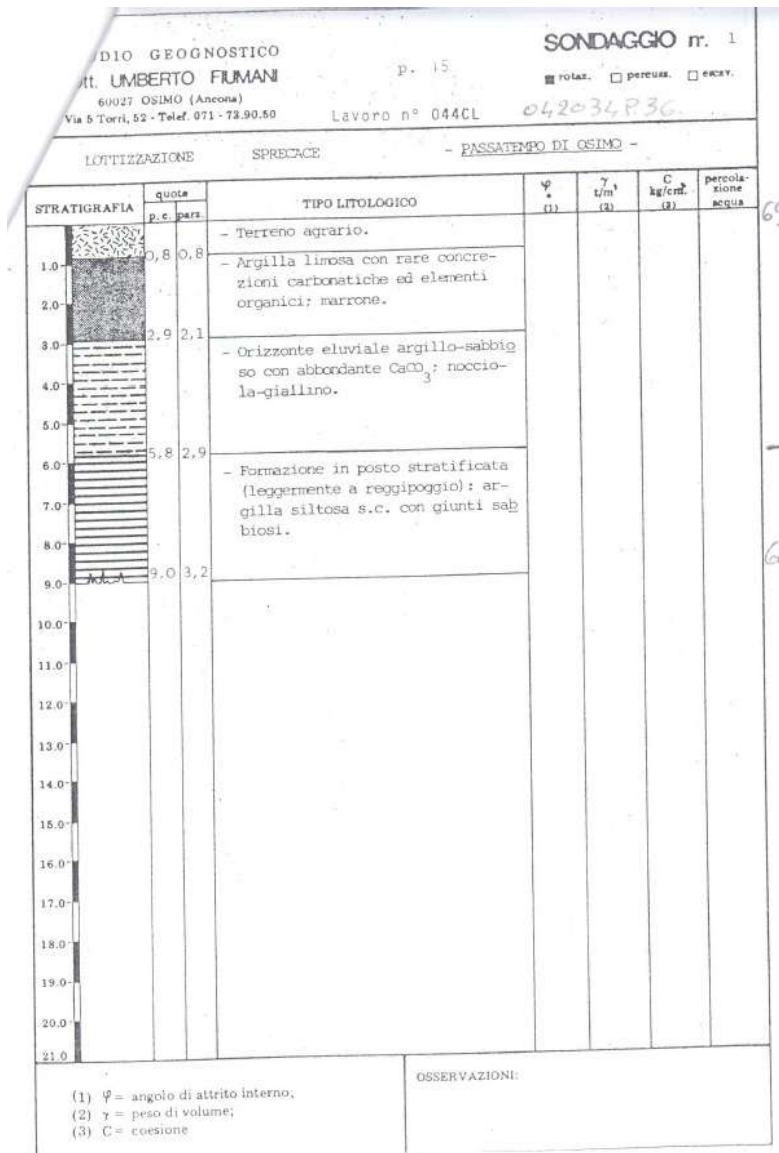 DIO GEOGNOSTICO
tt. UMBERTO FIUMANI
60027 OSIMO (Ancona)
Via 5 Torri, 52 - Telef. 071 - 73.90.50
p. 15
Lavoro n° 044CL
SONDAGGIO nr. 1
rotaz. percuss. escav.
042034P36
LOTTIZZAZIONE SPRECACE - PASSATEMPO DI OSIMO -
STRATIGRAFIA
quote
p. c. parz.
TIPO LITOLOGICO
φ ° (1)
γ t/m³ (2)
C kg/cm² (3)
percola-
zione
acqua
- Terreno agrario.
0,8 0,8
- Argilla limosa con rare concre-
zioni carbonatiche ed elementi
organici; marrone.
2,9 2,1
- Orizzonte eluviale argillo-sabbio
so con abbondante CaCO3; noccio-
la-giallino.
5,8 2,9
- Formazione in posto stratificata
(leggermente a reggipoggio): ar-
gilla siltosa s.c. con giunti sab
biosi.
9.0 3,2
1.0
2.0
3.0
4.0
5.0
6.0
7.0
8.0
9.0
10.0
11.0
12.0
13.0
14.0
15.0
16.0
17.0
18.0
19.0
20.0
21.0
(1) φ = angolo di attrito interno;
(2) γ = peso di volume;
(3) C = coesione
OSSERVAZIONI: